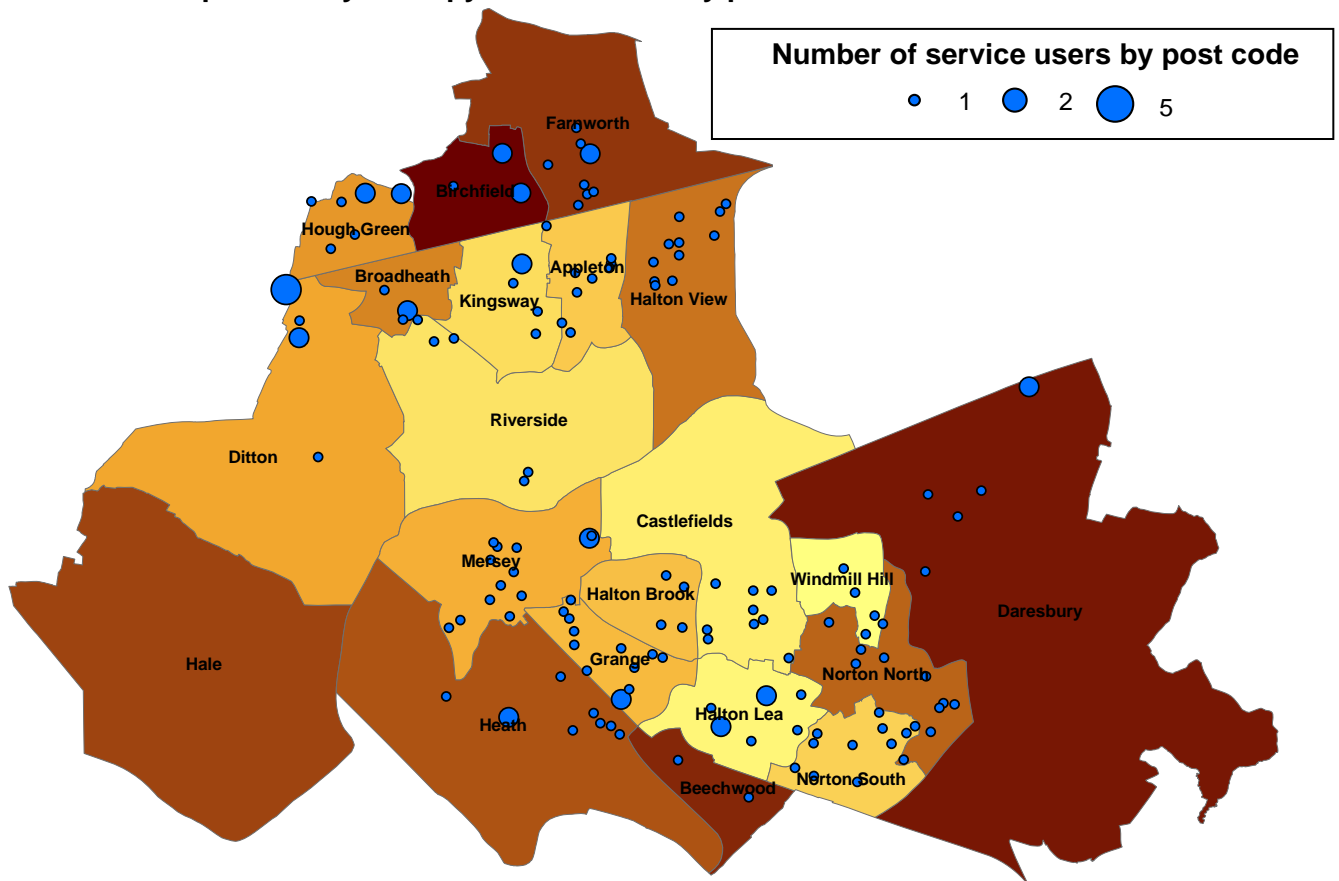 Number of service users by post code
1 2 5
Farnworth
Birchfield
Hough Green
Broadheath
Appleton
Kingsway
Halton View
Riverside
Ditton
Castlefields
Mersey
Windmill Hill
Halton Brook
Daresbury
Hale
Grange
Norton North
Halton Lea
Heath
Norton South
Beechwood